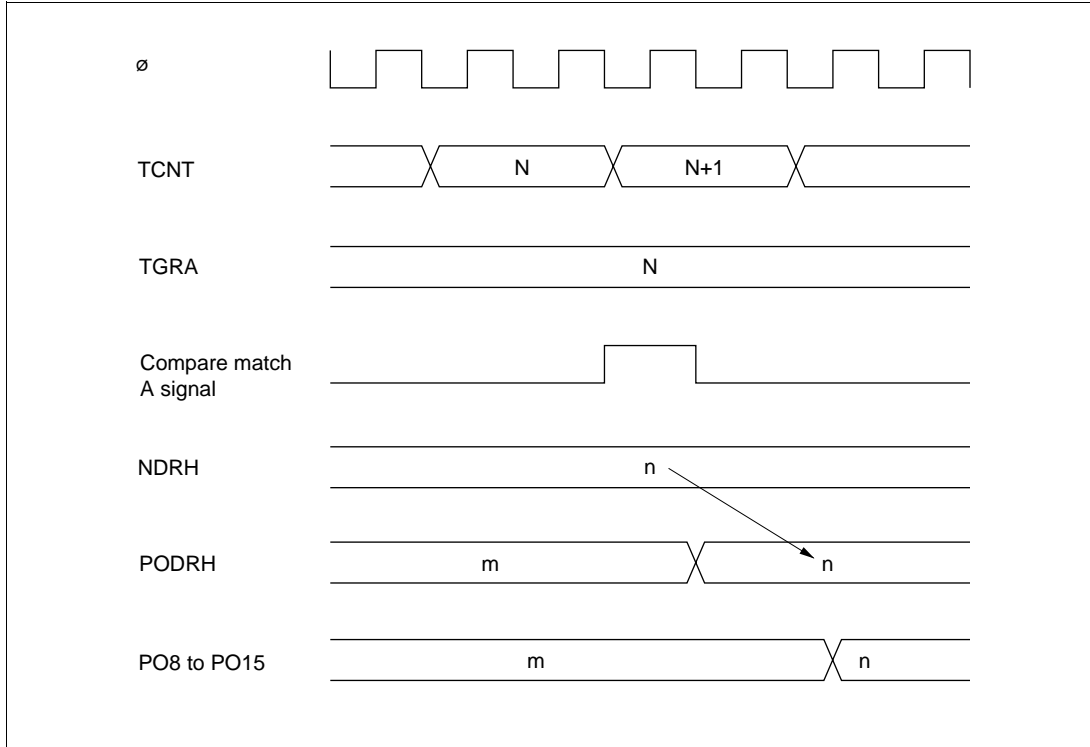 ø
TCNT
N
N+1
TGRA
N
Compare match
A signal
NDRH
n
PODRH
m
n
PO8 to PO15
m
n